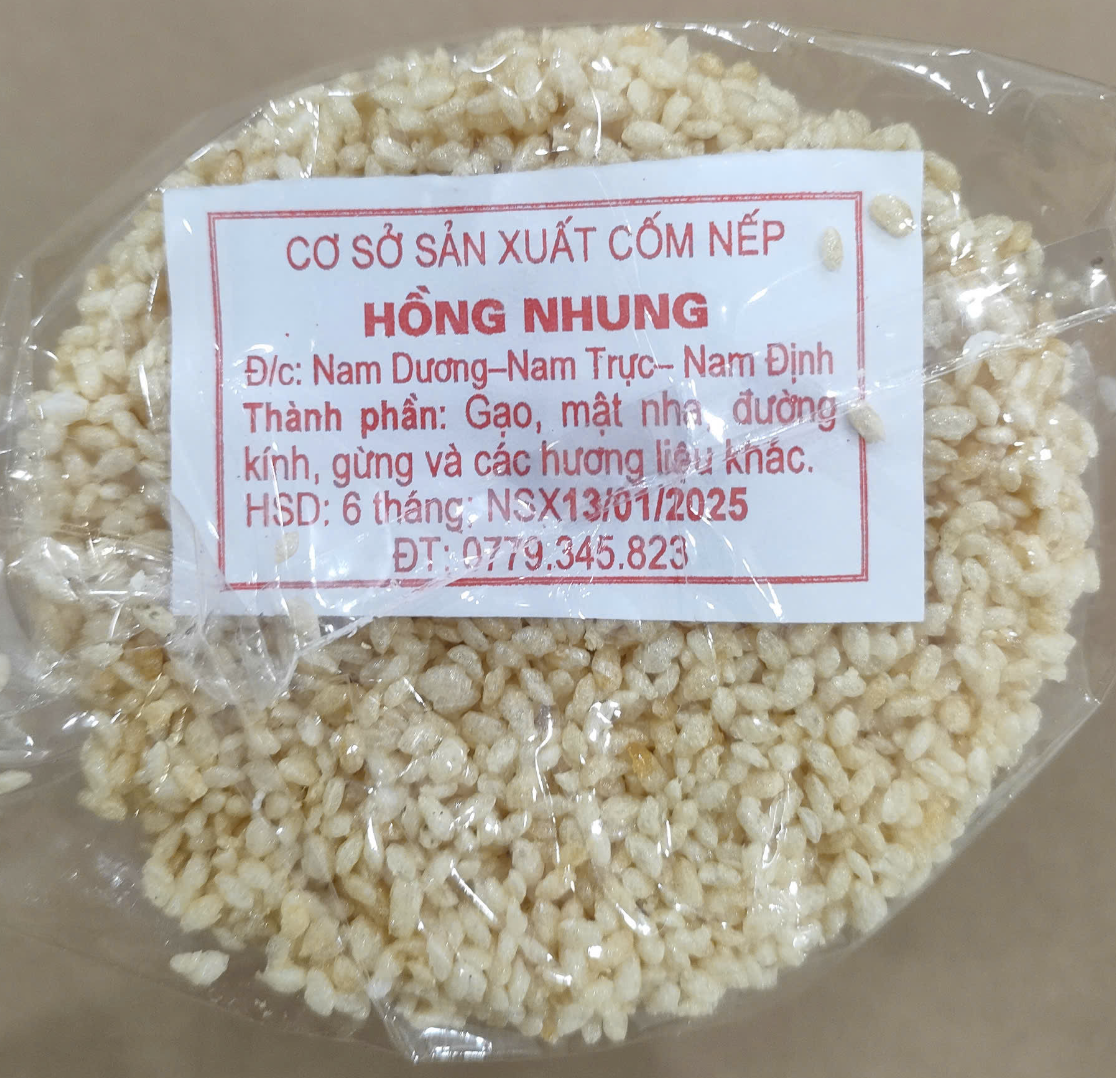 CƠ SỞ SẢN XUẤT CỐM NẾP
HỒNG NHUNG
Đ/c: Nam Dương–Nam Trực– Nam Định
Thành phần: Gạo, mật nha, đường
kính, gừng và các hương liệu khác.
HSD: 6 tháng; NSX13/01/2025
ĐT: 0779.345.823